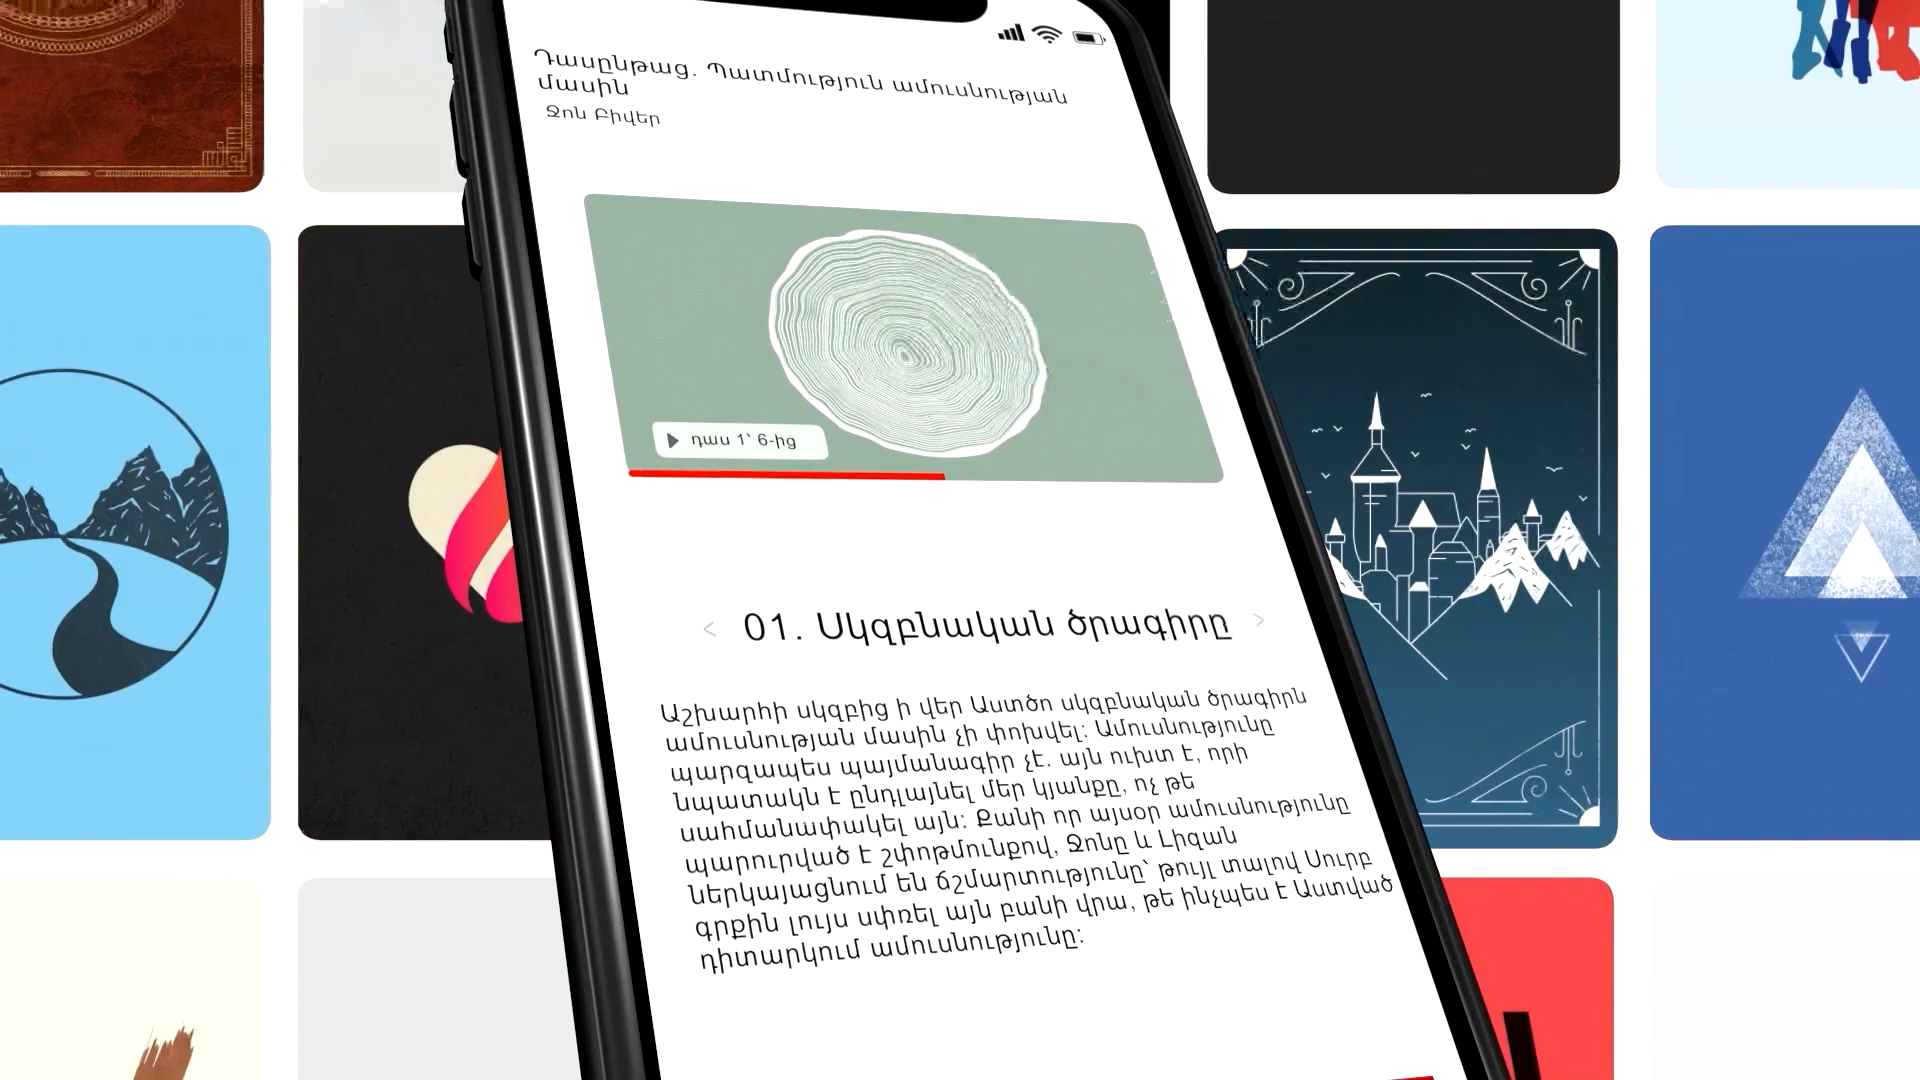 Դասընթաց. Պատմություն ամուսնության
մասին
Ջոն Բիվեր
դաս 1՝ 6-ից
< 01. Սկզբնական ծրագիրը >
Աշխարհի սկզբից ի վեր Աստծո սկզբնական ծրագիրն
ամուսնության մասին չի փոխվել: Ամուսնությունը
պարզապես պայմանագիր չէ. այն ուխտ է, որի
նպատակն է ընդլայնել մեր կյանքը, ոչ թե
սահմանափակել այն: Քանի որ այսօր ամուսնությունը
պարուրված է շփոթմունքով, Ջոնը և Լիզան
ներկայացնում են ճշմարտությունը՝ թույլ տալով Սուրբ
գրքին լույս սփռել այն բանի վրա, թե ինչպես է Աստված
դիտարկում ամուսնությունը: